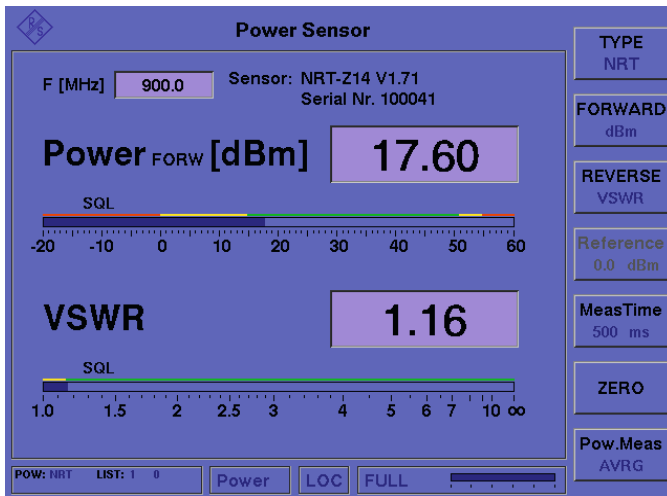 R S
Power Sensor
F [MHz] 900.0 Sensor: NRT-Z14 V1.71
Serial Nr. 100041
Power FORW [dBm] 17.60
SQL
-20 -10 0 10 20 30 40 50 60
VSWR 1.16
SQL
1.0 1.5 2 2.5 3 4 5 6 7 10 ∞
POW: NRT LIST: 1 0 Power LOC FULL
TYPE
NRT
FORWARD
dBm
REVERSE
VSWR
Reference
0.0 dBm
MeasTime
500 ms
ZERO
Pow.Meas
AVRG